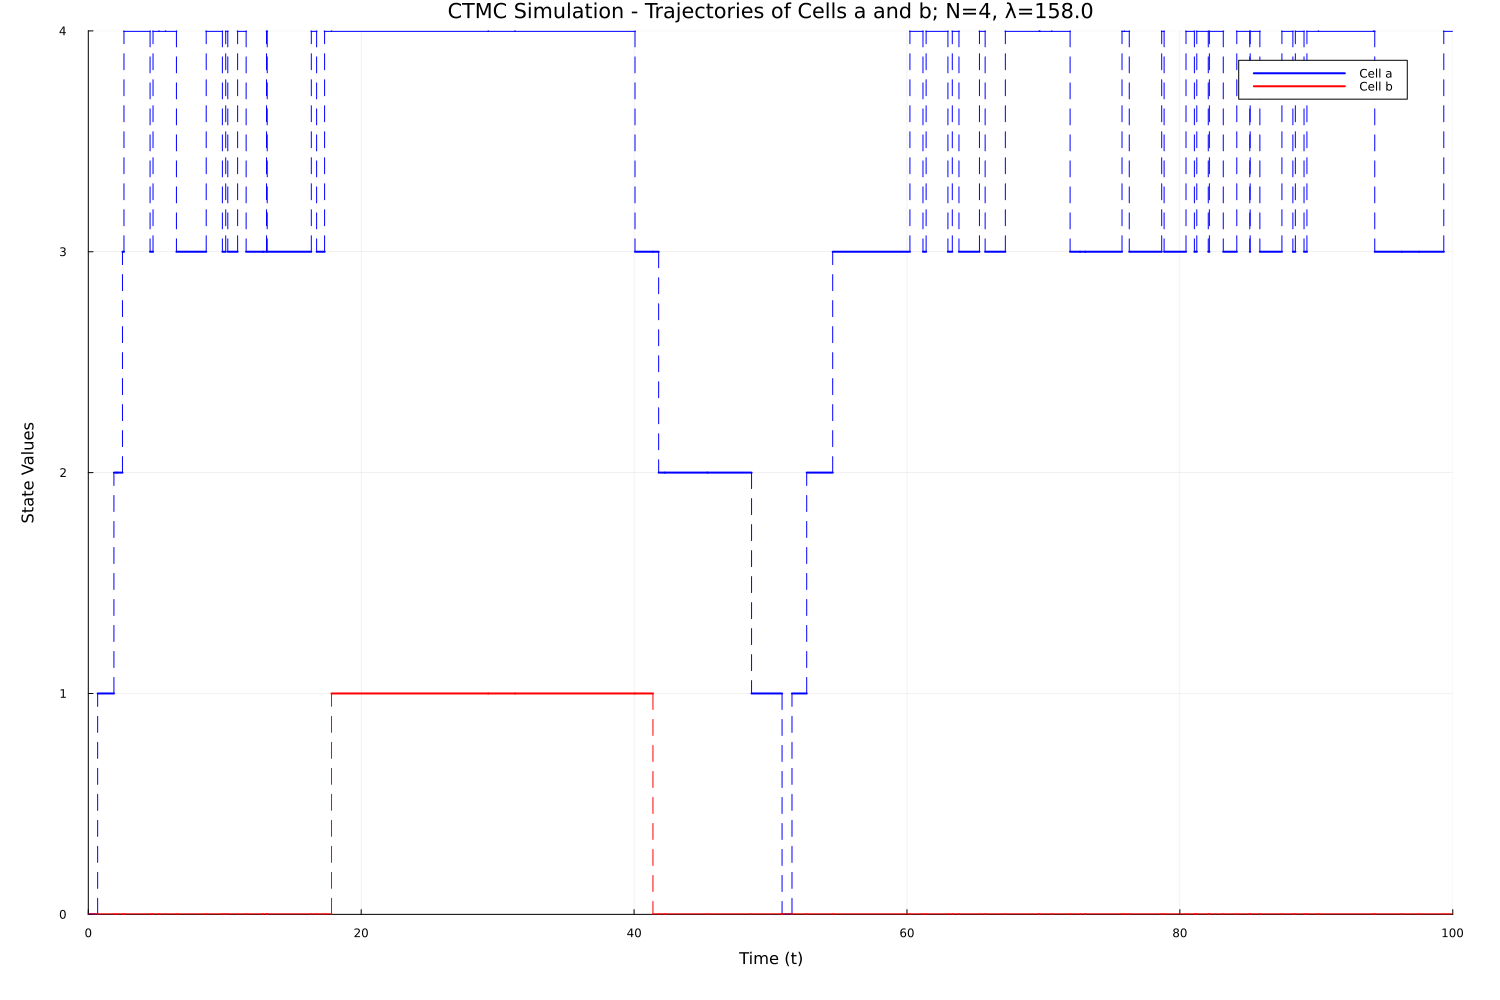 CTMC Simulation - Trajectories of Cells a and b; N=4, λ=158.0
4
Cell a
Cell b
3
State Values
2
1
0
0 20 40 60 80 100
Time (t)